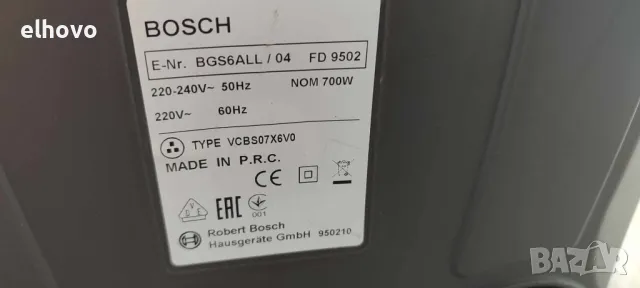 elhovo
BOSCH
E-Nr. BGS6ALL / 04 FD 9502
220-240V~ 50Hz NOM 700W
220V~ 60Hz
TYPE VCBS07X6V0
MADE IN P.R.C.
CE
EAC
001
Robert Bosch
Hausgeräte GmbH 950210
BAZAR
bg